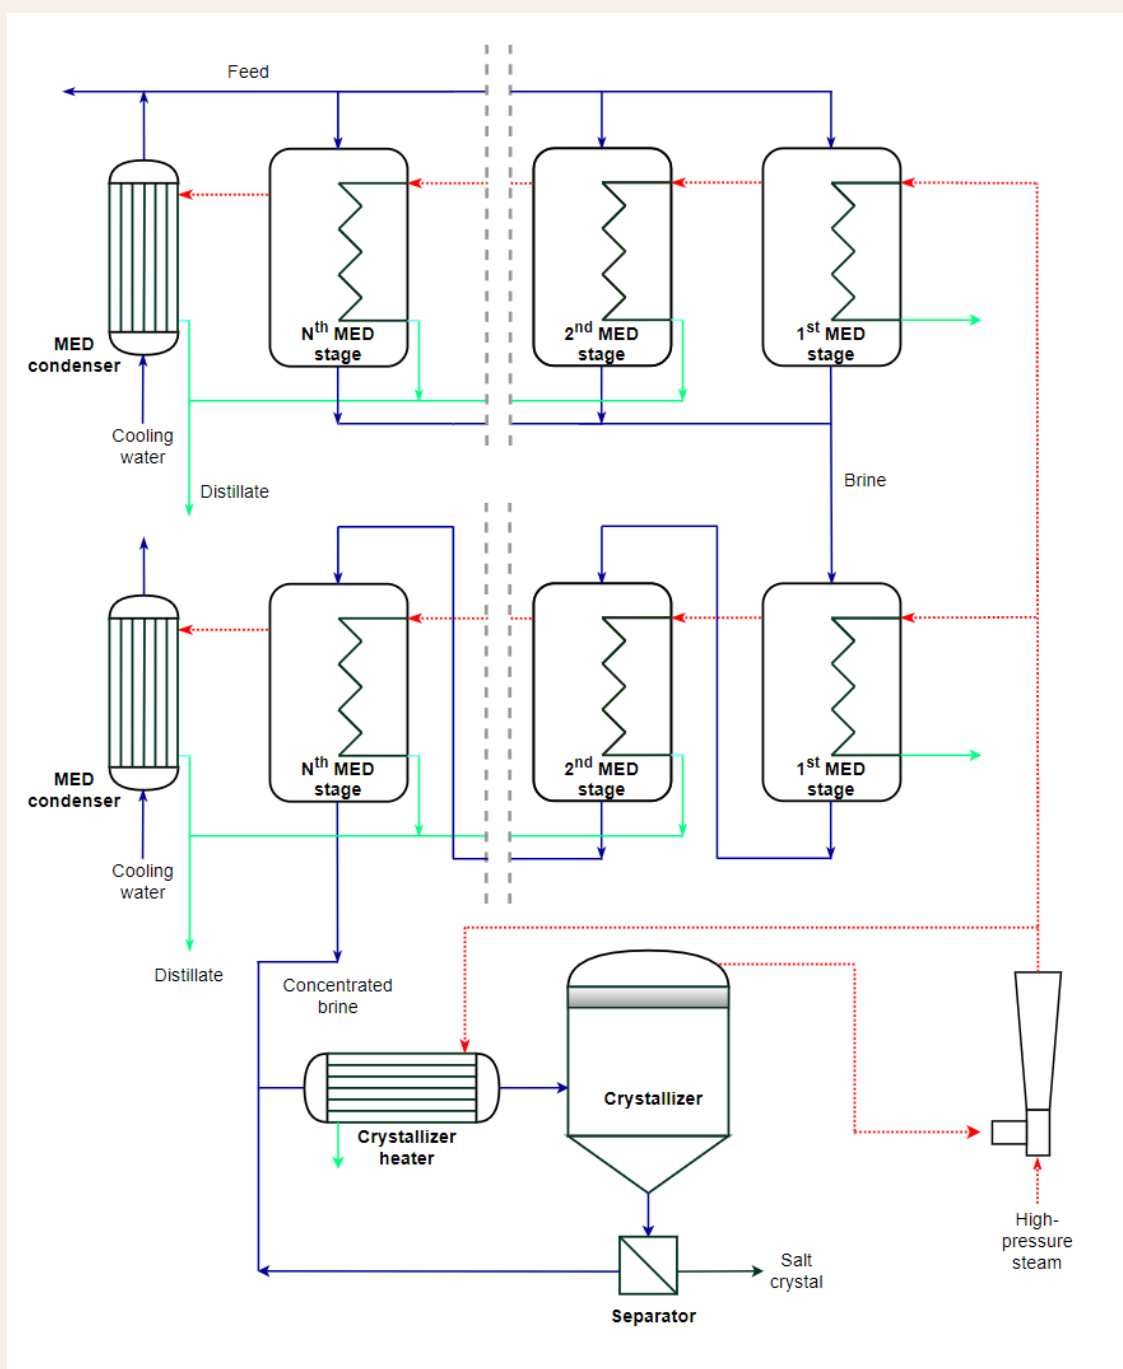 Feed
Nth MED
stage
2nd MED
stage
1st MED
stage
MED
condenser
Cooling
water
Distillate
Brine
Nth MED
stage
2nd MED
stage
1st MED
stage
MED
condenser
Cooling
water
Distillate
Concentrated
brine
Crystallizer
Crystallizer
heater
High-
pressure
steam
Salt
crystal
Separator